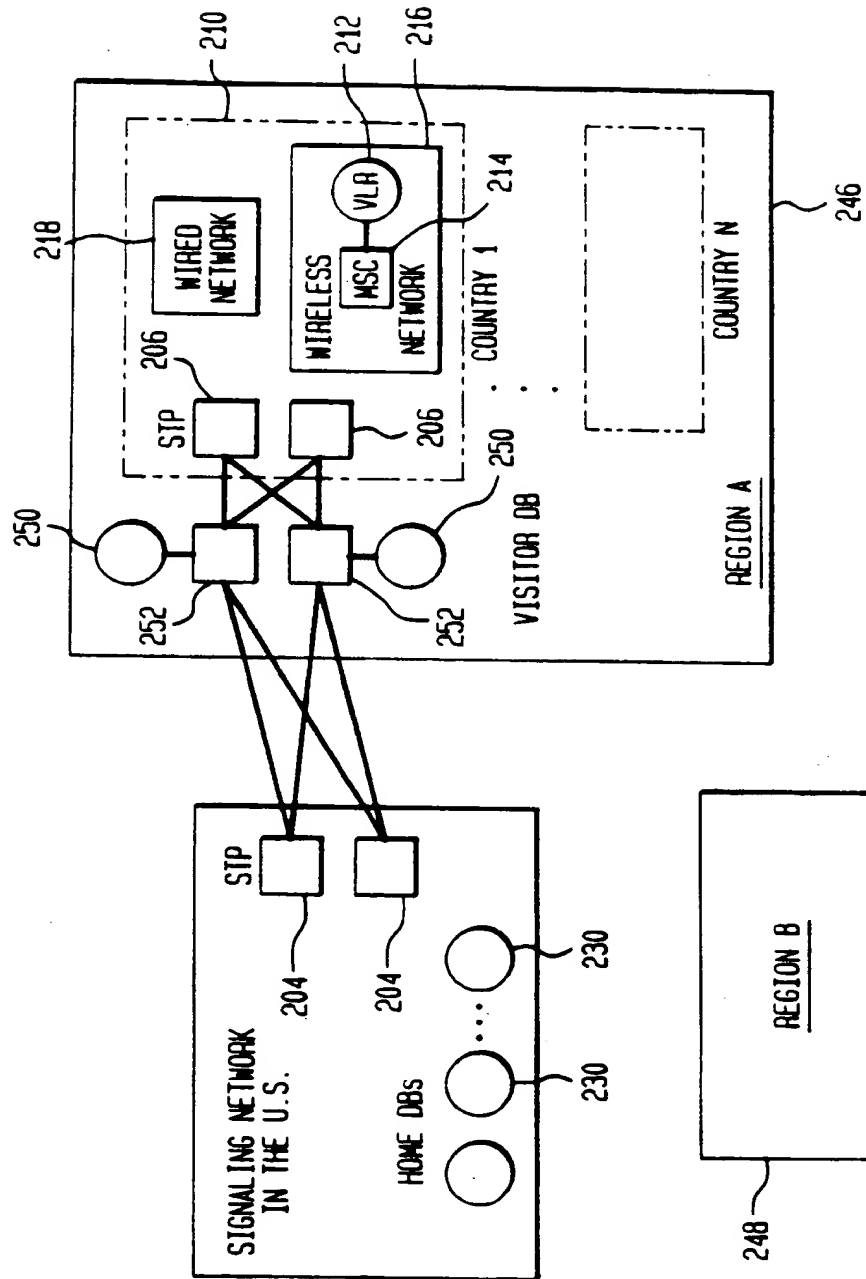 SIGNALING NETWORK
IN THE U.S.
HOME DBs
...
230
230
STP
204
204
248
REGION B
250
252
252
250
VISITOR DB
REGION A
246
206
STP
206
210
218
WIRED
NETWORK
WIRELESS
NETWORK
MSC
VLR
212
214
216
COUNTRY 1
. . .
COUNTRY N